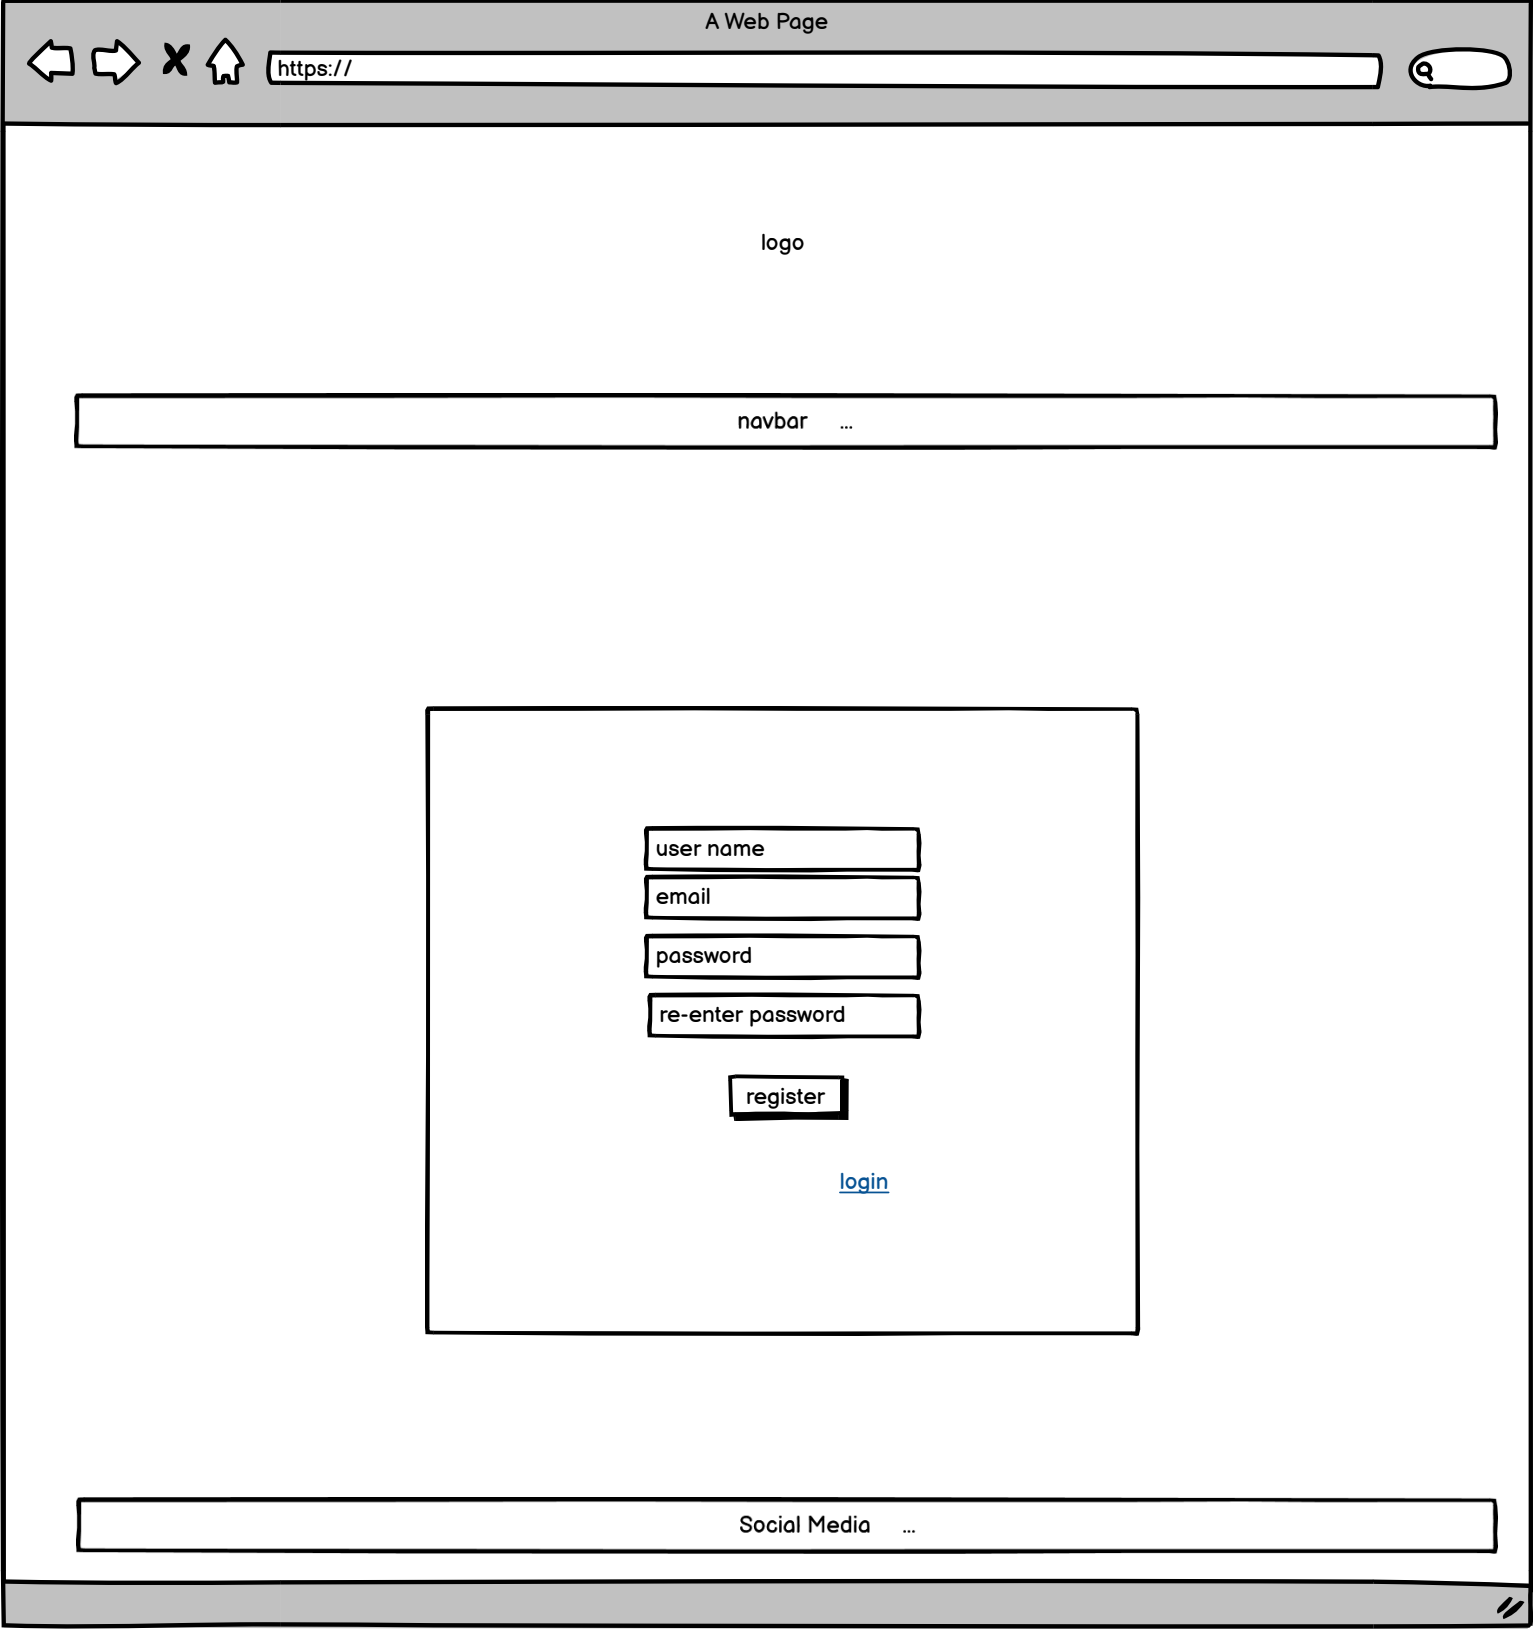 A Web Page
https://
logo
navbar ...
user name
email
password
re-enter password
register
login
Social Media ...